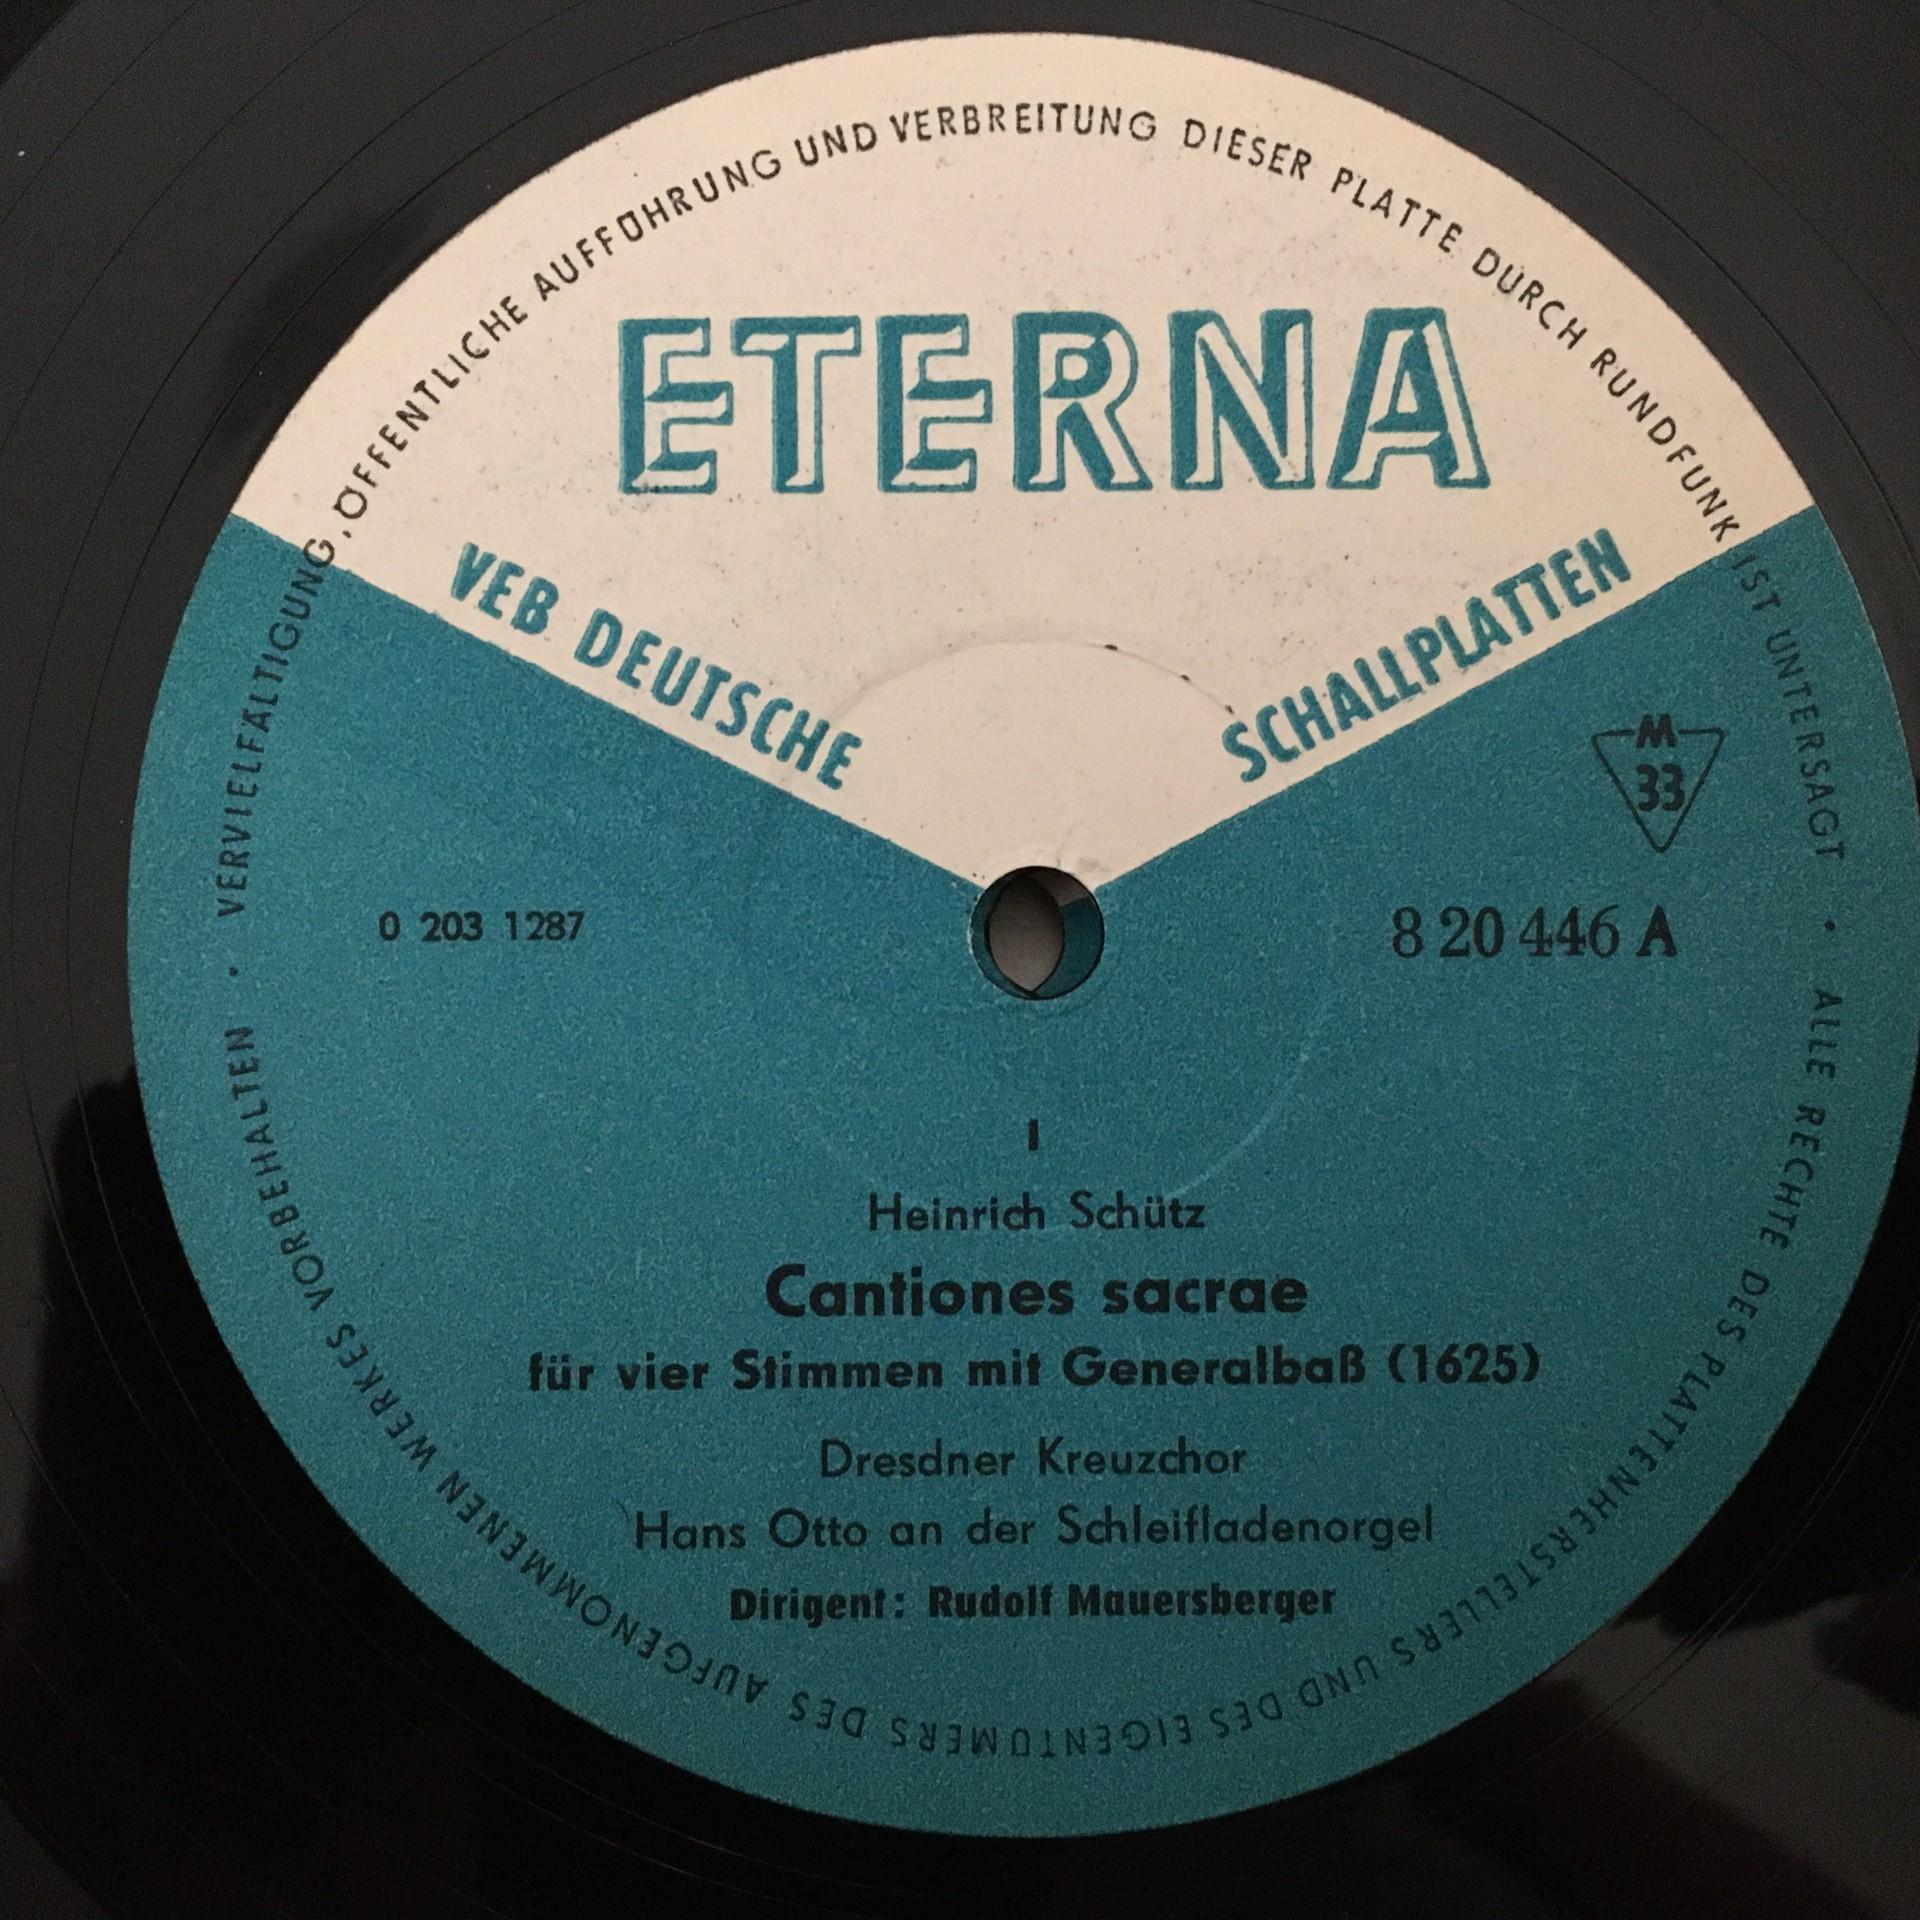 VERVIELFÄLTIGUNG, ÖFFENTLICHE AUFFÜHRUNG UND VERBREITUNG DIESER PLATTE DURCH RUNDFUNK IST UNTERSAGT · ALLE RECHTE DES PLATTENHERSTELLERS UND DES EIGENTÜMERS DES AUFGENOMMENEN WERKES VORBEHALTEN ·
ETERNA
VEB DEUTSCHE SCHALLPLATTEN
M
33
0 203 1287
8 20 446 A
I
Heinrich Schütz
Cantiones sacrae
für vier Stimmen mit Generalbaß (1625)
Dresdner Kreuzchor
Hans Otto an der Schleifladenorgel
Dirigent: Rudolf Mauersberger